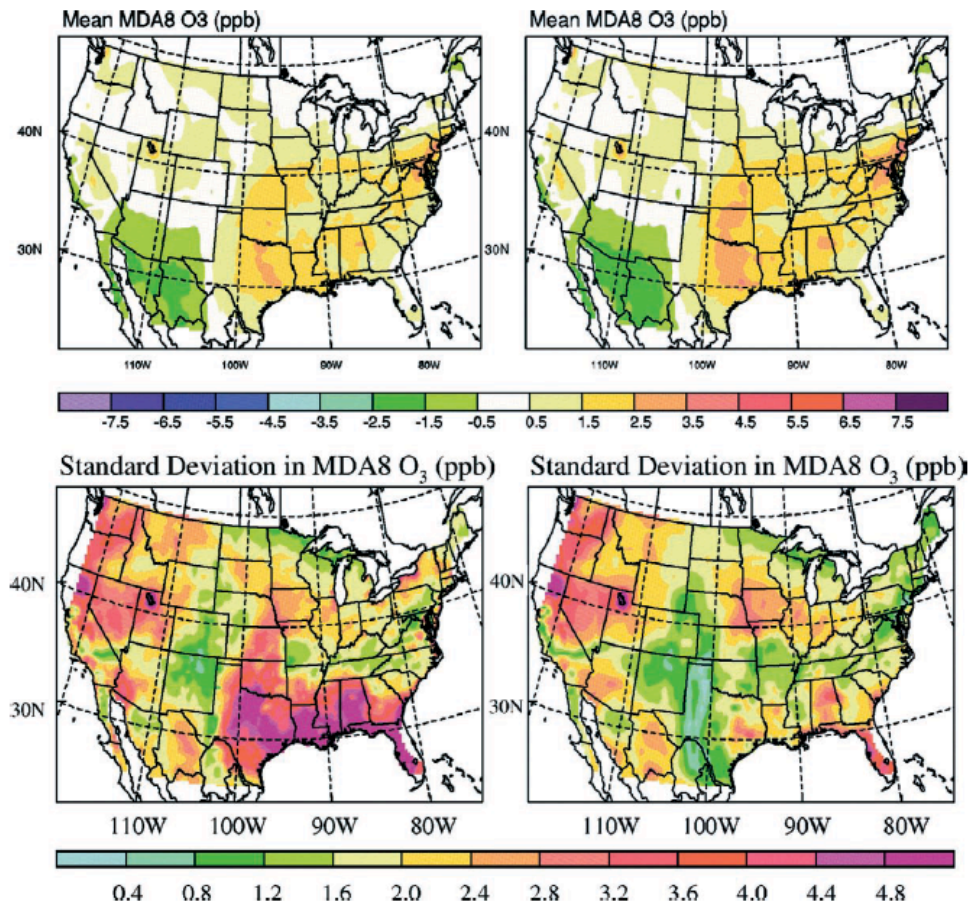 Mean MDA8 O3 (ppb)
Mean MDA8 O3 (ppb)
40N
40N
30N
30N
110W 100W 90W 80W
110W 100W 90W 80W
-7.5 -6.5 -5.5 -4.5 -3.5 -2.5 -1.5 -0.5 0.5 1.5 2.5 3.5 4.5 5.5 6.5 7.5
Standard Deviation in MDA8 O3 (ppb)
Standard Deviation in MDA8 O3 (ppb)
40N
40N
30N
30N
110W 100W 90W 80W
110W 100W 90W 80W
0.4 0.8 1.2 1.6 2.0 2.4 2.8 3.2 3.6 4.0 4.4 4.8